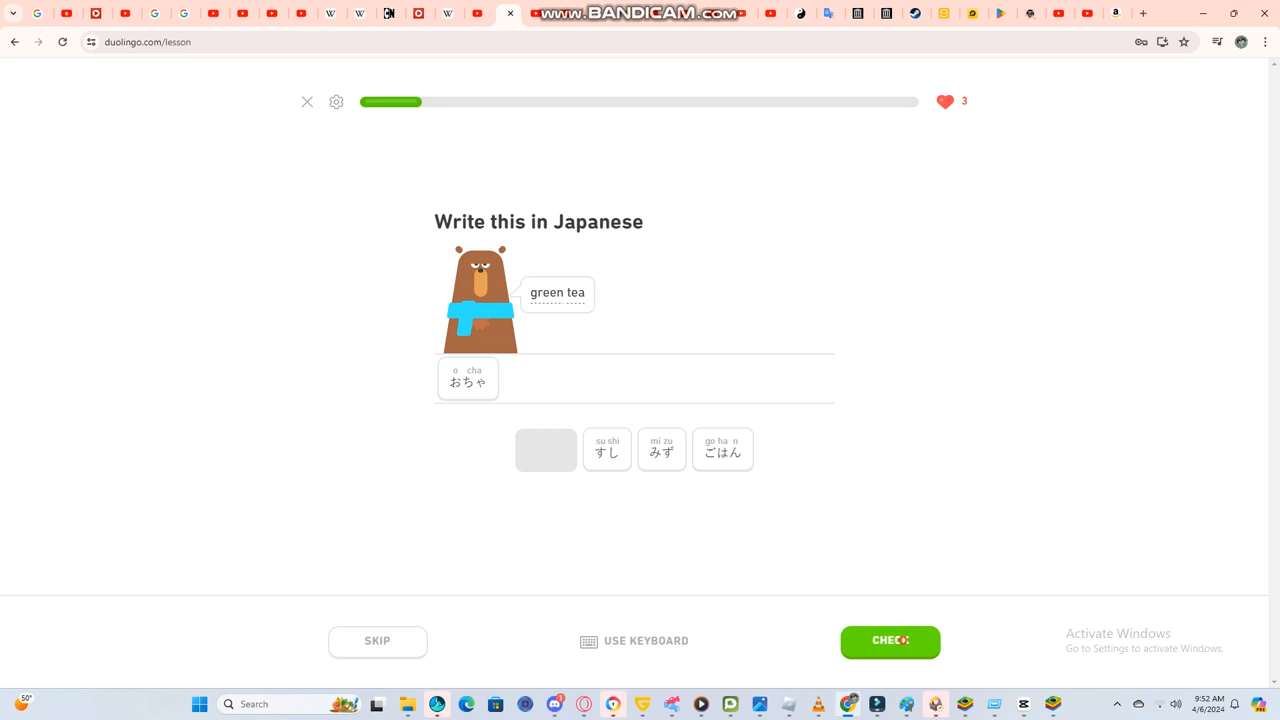 www.BANDICAM.com
duolingo.com/lesson
3
Write this in Japanese
green tea
o cha
おちゃ
su shi
すし
mi zu
みず
go ha n
ごはん
SKIP
USE KEYBOARD
CHECK
Activate Windows
Go to Settings to activate Windows.
50°
Search
1
9:52 AM
4/6/2024